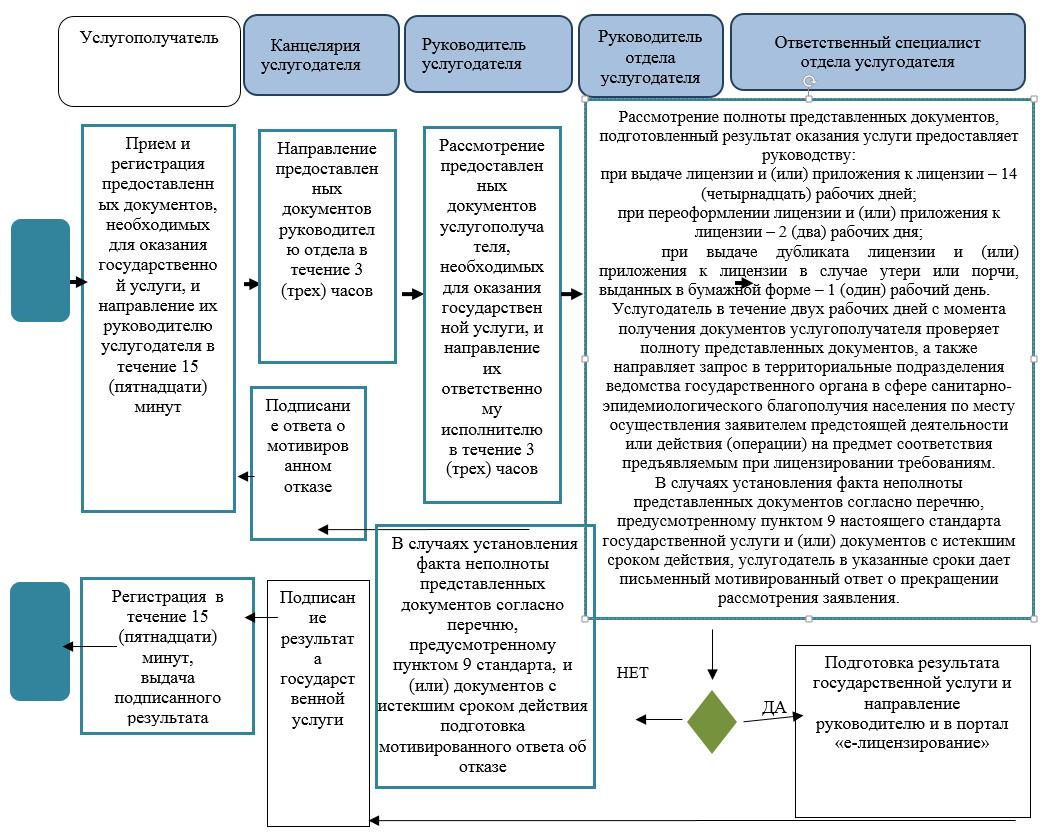 Услугополучатель
Канцелярия
услугодателя
Руководитель
услугодателя
Руководитель
отдела
услугодателя
Ответственный специалист
отдела услугодателя
Прием и
регистрация
предоставленн
ых документов,
необходимых
для оказания
государственно
й услуги, и
направление их
руководителю
услугодателя в
течение 15
(пятнадцати)
минут
Направление
предоставлен
ных
документов
руководител
ю отдела в
течение 3
(трех) часов
Рассмотрение
предоставлен
ных
документов
услугополуча
теля,
необходимых
для оказания
государствен
ной услуги, и
направление
их
ответственно
му
исполнителю
в течение 3
(трех) часов
Рассмотрение полноты представленных документов,
подготовленный результат оказания услуги предоставляет
руководству:
при выдаче лицензии и (или) приложения к лицензии – 14
(четырнадцать) рабочих дней;
при переоформлении лицензии и (или) приложения к
лицензии – 2 (два) рабочих дня;
при выдаче дубликата лицензии и (или)
приложения к лицензии в случае утери или порчи,
выданных в бумажной форме – 1 (один) рабочий день.
Услугодатель в течение двух рабочих дней с момента
получения документов услугополучателя проверяет
полноту представленных документов, а также
направляет запрос в территориальные подразделения
ведомства государственного органа в сфере санитарно-
эпидемиологического благополучия населения по месту
осуществления заявителем предстоящей деятельности
или действия (операции) на предмет соответствия
предъявляемым при лицензировании требованиям.
В случаях установления факта неполноты
представленных документов согласно перечню,
предусмотренному пунктом 9 настоящего стандарта
государственной услуги и (или) документов с истекшим
сроком действия, услугодатель в указанные сроки дает
письменный мотивированный ответ о прекращении
рассмотрения заявления.
Подписани
е ответа о
мотивиров
анном
отказе
В случаях установления
факта неполноты
представленных
документов согласно
перечню,
предусмотренному
пунктом 9 стандарта, и
(или) документов с
истекшим сроком действия
подготовка
мотивированного ответа об
отказе
Регистрация в
течение 15
(пятнадцати)
минут,
выдача
подписанного
результата
Подписан
ие
результат
а
государст
венной
услуги
НЕТ
ДА
Подготовка результата
государственной услуги и
направление
руководителю и в портал
«е-лицензирование»